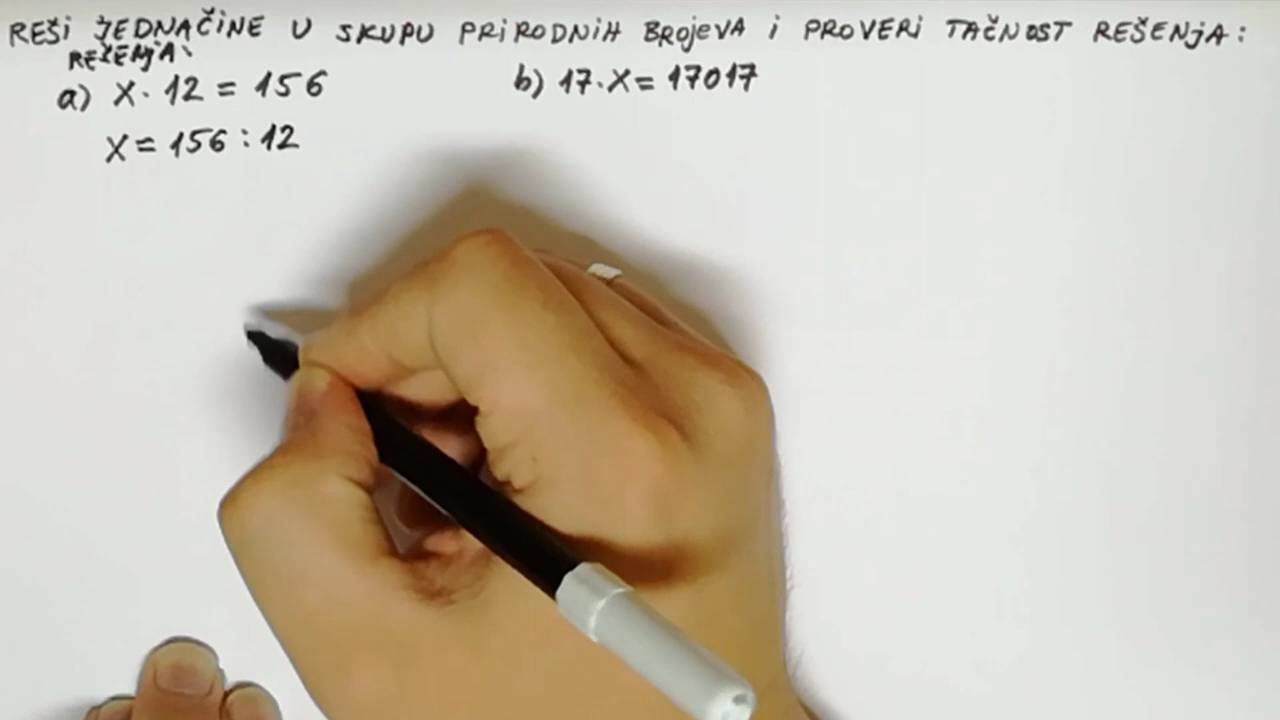 REŠi JEDNAČiNE U SKUPU PRiRODNiH BROjEVA i PROVERi TAČNOST REŠENjA:
REŠENjA:
a) X · 12 = 156
X = 156 : 12
b) 17 · X = 17017